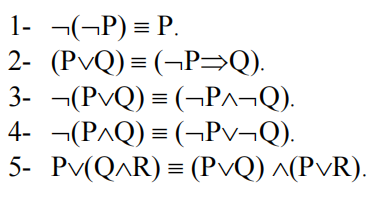 1- ¬(¬P) ≡ P.
2- (P∨Q) ≡ (¬P⇒Q).
3- ¬(P∨Q) ≡ (¬P∧¬Q).
4- ¬(P∧Q) ≡ (¬P∨¬Q).
5- P∨(Q∧R) ≡ (P∨Q) ∧(P∨R).